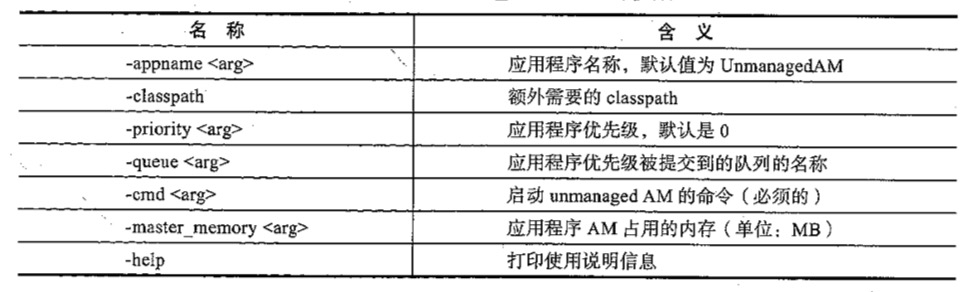 名 称 含 义
-appname <arg> 应用程序名称，默认值为 UnmanagedAM
-classpath 额外需要的 classpath
-priority <arg> 应用程序优先级，默认是 0
-queue <arg> 应用程序优先级被提交到的队列的名称
-cmd <arg> 启动 unmanaged AM 的命令（必须的）
-master_memory <arg> 应用程序 AM 占用的内存（单位：MB）
-help 打印使用说明信息